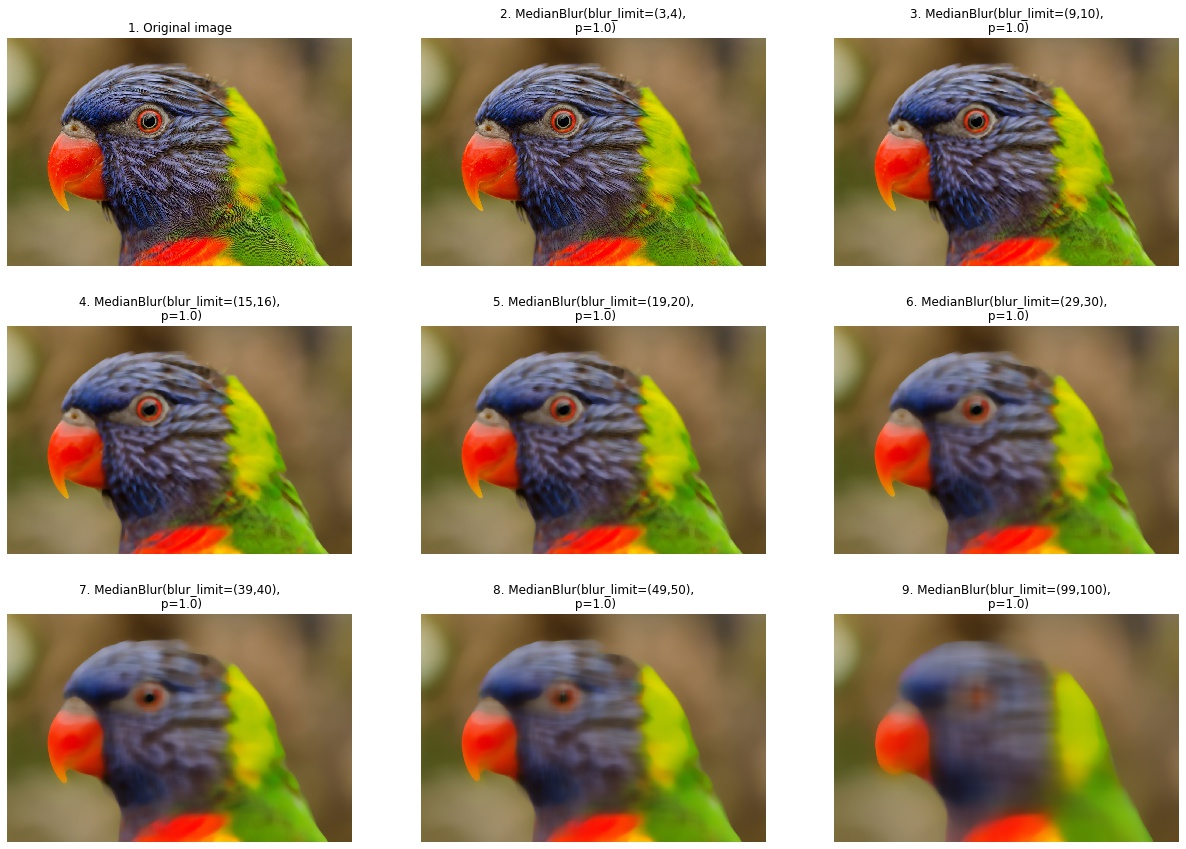 1. Original image
2. MedianBlur(blur_limit=(3,4),
p=1.0)
3. MedianBlur(blur_limit=(9,10),
p=1.0)
4. MedianBlur(blur_limit=(15,16),
p=1.0)
5. MedianBlur(blur_limit=(19,20),
p=1.0)
6. MedianBlur(blur_limit=(29,30),
p=1.0)
7. MedianBlur(blur_limit=(39,40),
p=1.0)
8. MedianBlur(blur_limit=(49,50),
p=1.0)
9. MedianBlur(blur_limit=(99,100),
p=1.0)